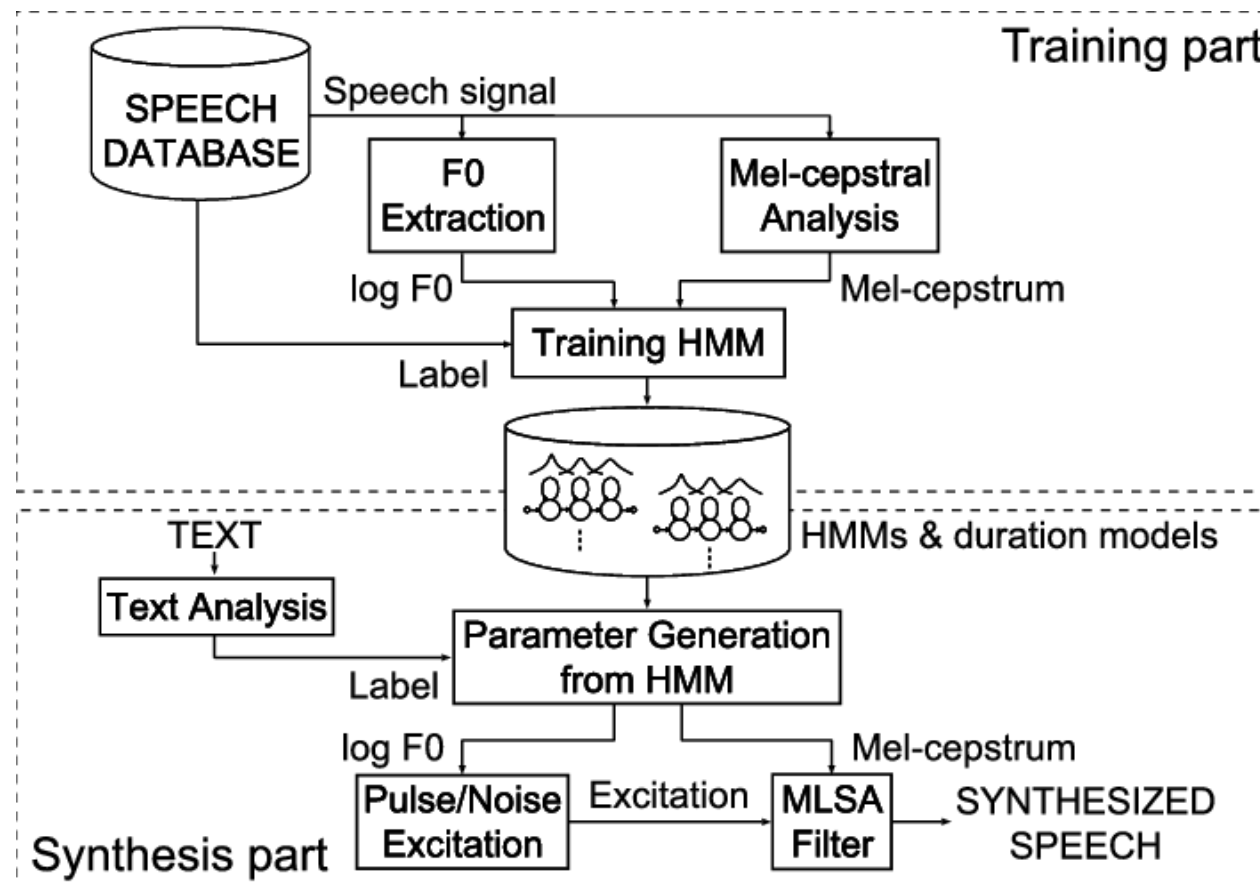 Training part
SPEECH
DATABASE
Speech signal
F0
Extraction
Mel-cepstral
Analysis
log F0
Mel-cepstrum
Training HMM
Label
HMMs & duration models
TEXT
Text Analysis
Parameter Generation
from HMM
Label
log F0
Mel-cepstrum
Pulse/Noise
Excitation
Excitation
MLSA
Filter
SYNTHESIZED
SPEECH
Synthesis part